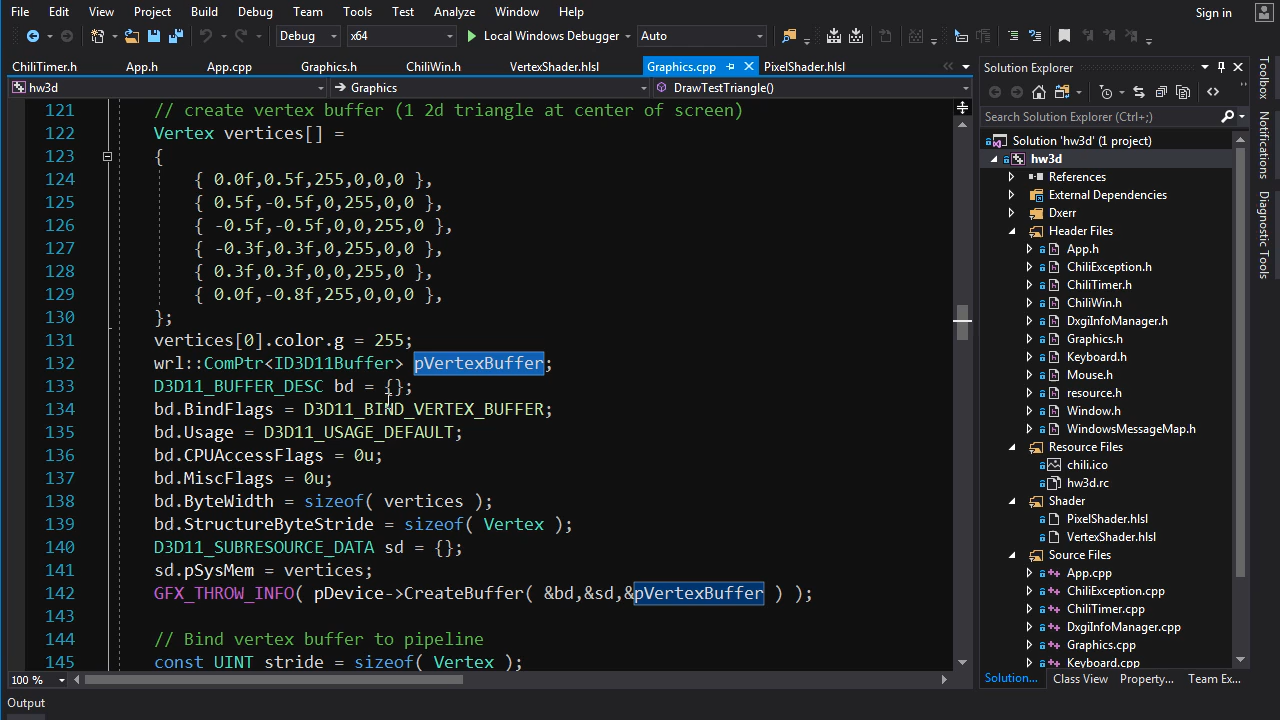 File Edit View Project Build Debug Team Tools Test Analyze Window Help
Sign in
Debug x64 Local Windows Debugger Auto
ChiliTimer.h App.h App.cpp Graphics.h ChiliWin.h VertexShader.hlsl Graphics.cpp PixelShader.hlsl
hw3d Graphics DrawTestTriangle()
121 // create vertex buffer (1 2d triangle at center of screen)
122 Vertex vertices[] =
123 {
124 { 0.0f,0.5f,255,0,0,0 },
125 { 0.5f,-0.5f,0,255,0,0 },
126 { -0.5f,-0.5f,0,0,255,0 },
127 { -0.3f,0.3f,0,255,0,0 },
128 { 0.3f,0.3f,0,0,255,0 },
129 { 0.0f,-0.8f,255,0,0,0 },
130 };
131 vertices[0].color.g = 255;
132 wrl::ComPtr<ID3D11Buffer> pVertexBuffer;
133 D3D11_BUFFER_DESC bd = {};
134 bd.BindFlags = D3D11_BIND_VERTEX_BUFFER;
135 bd.Usage = D3D11_USAGE_DEFAULT;
136 bd.CPUAccessFlags = 0u;
137 bd.MiscFlags = 0u;
138 bd.ByteWidth = sizeof( vertices );
139 bd.StructureByteStride = sizeof( Vertex );
140 D3D11_SUBRESOURCE_DATA sd = {};
141 sd.pSysMem = vertices;
142 GFX_THROW_INFO( pDevice->CreateBuffer( &bd,&sd,&pVertexBuffer ) );
143
144 // Bind vertex buffer to pipeline
145 const UINT stride = sizeof( Vertex );
100 %
Output
Solution Explorer
Search Solution Explorer (Ctrl+;)
Solution 'hw3d' (1 project)
hw3d
References
External Dependencies
Dxerr
Header Files
App.h
ChiliException.h
ChiliTimer.h
ChiliWin.h
DxgiInfoManager.h
Graphics.h
Keyboard.h
Mouse.h
resource.h
Window.h
WindowsMessageMap.h
Resource Files
chili.ico
hw3d.rc
Shader
PixelShader.hlsl
VertexShader.hlsl
Source Files
App.cpp
ChiliException.cpp
ChiliTimer.cpp
DxgiInfoManager.cpp
Graphics.cpp
Keyboard.cpp
Solution... Class View Property... Team Ex...
Toolbox
Notifications
Diagnostic Tools